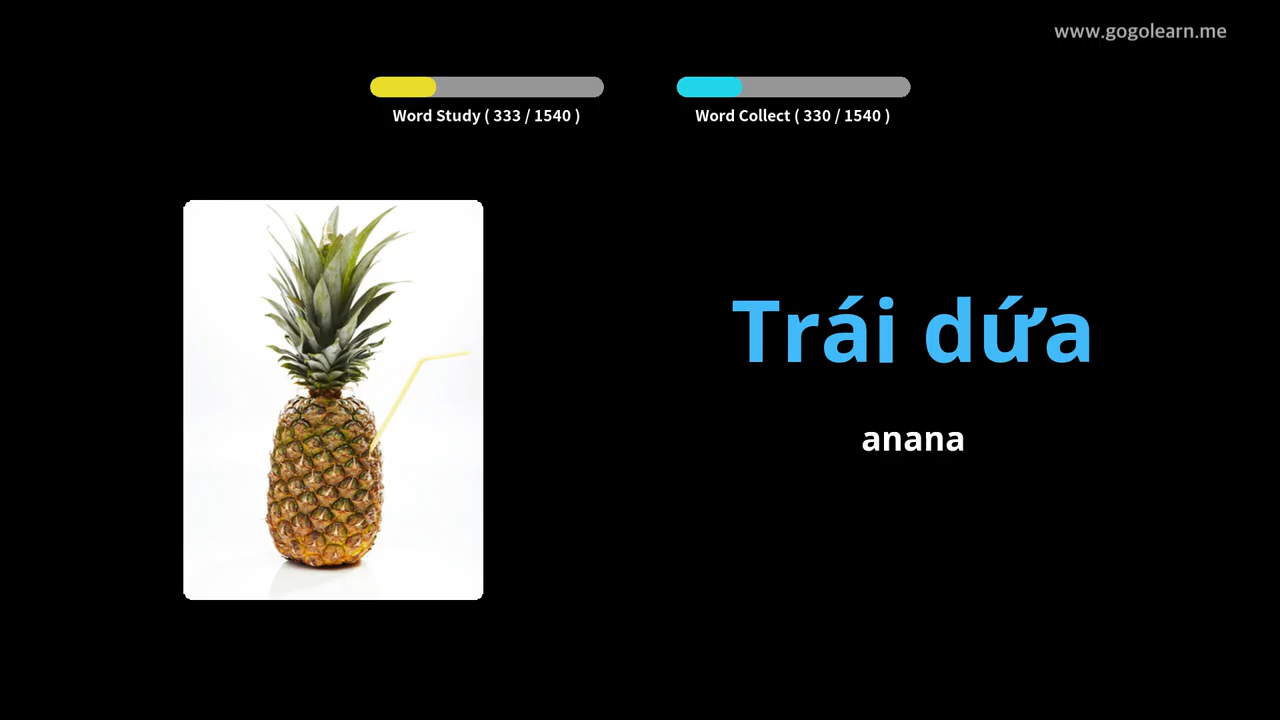 www.gogolearn.me
Word Study ( 333 / 1540 )
Word Collect ( 330 / 1540 )
Trái dứa
anana